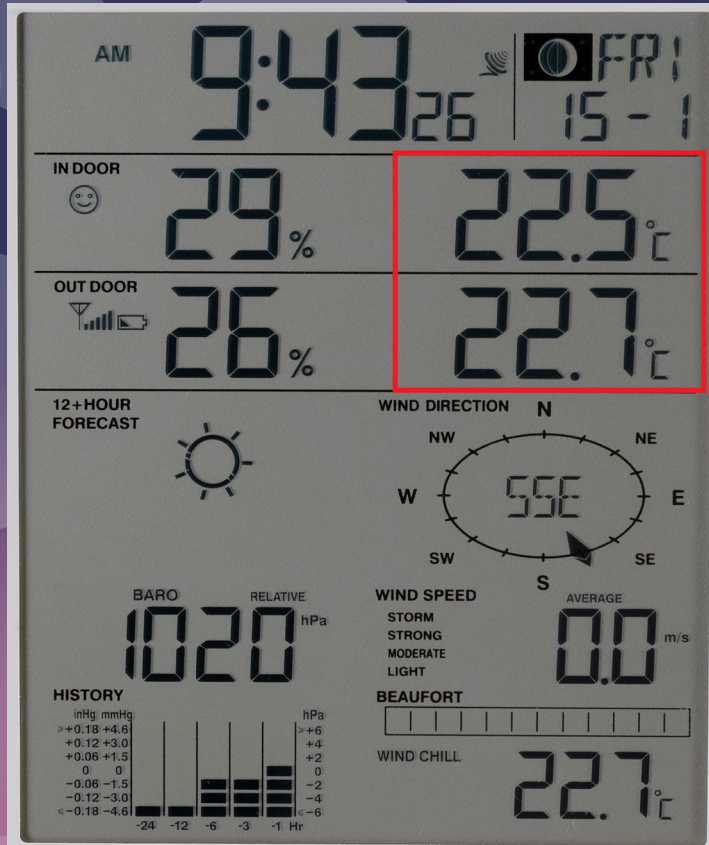 AM 9:43 26 FRI
15-1
IN DOOR
29 % 22.5 °C
OUT DOOR
26 % 22.7 °C
12+HOUR
FORECAST
WIND DIRECTION
N
NW NE
W SSE E
SW SE
S
BARO RELATIVE
1020 hPa
WIND SPEED AVERAGE
STORM
STRONG
MODERATE
LIGHT
0.0 m/s
HISTORY
inHg mmHg hPa
≥+0.18 +4.6 ≥+6
+0.12 +3.0 +4
+0.06 +1.5 +2
0 0 0
-0.06 -1.5 -2
-0.12 -3.0 -4
≤-0.18 -4.6 ≤-6
-24 -12 -6 -3 -1 Hr
BEAUFORT
WIND CHILL
22.7 °C